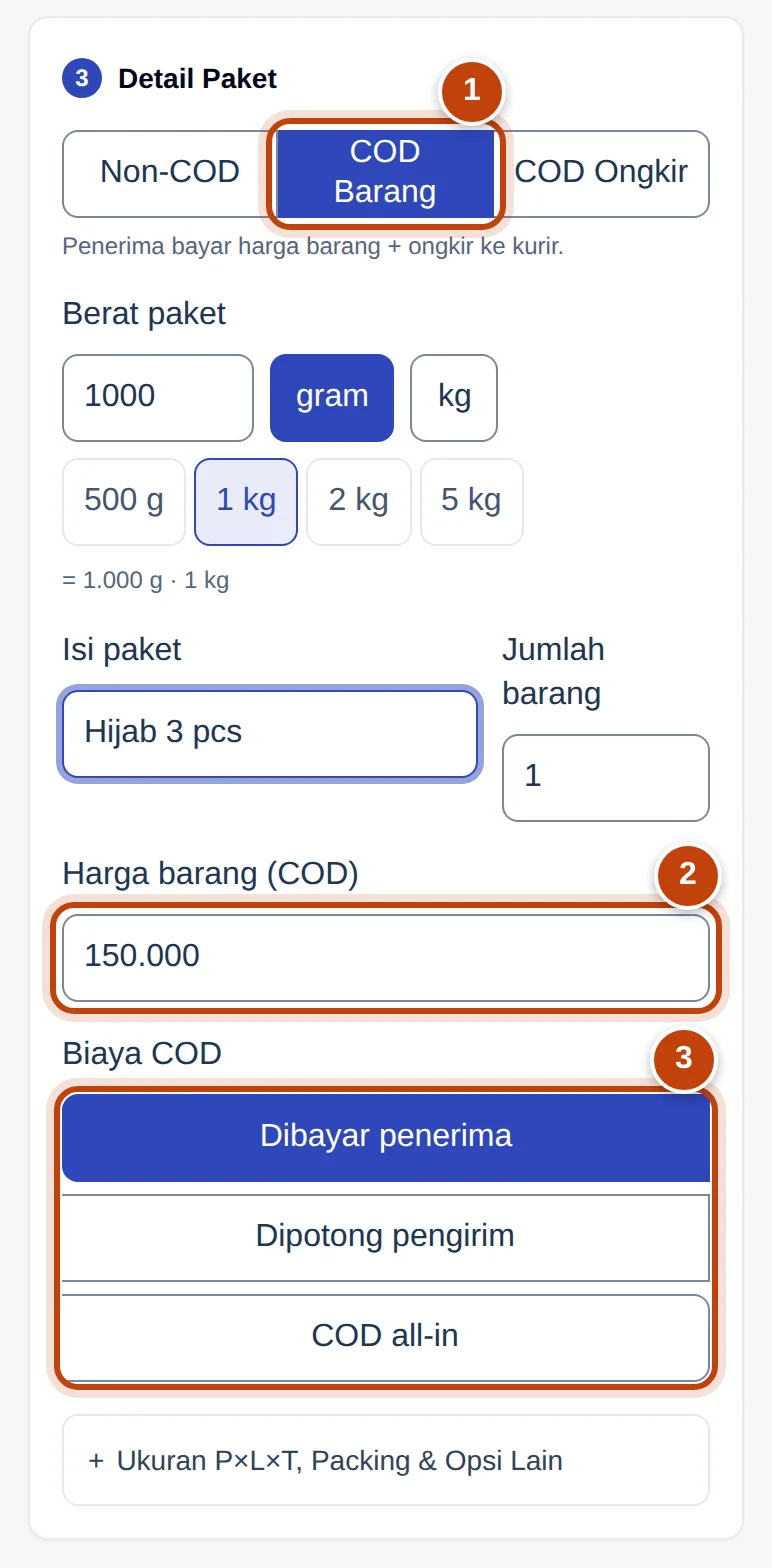 3 Detail Paket
1
Non-COD
COD
Barang
COD Ongkir
Penerima bayar harga barang + ongkir ke kurir.
Berat paket
1000
gram
kg
500 g
1 kg
2 kg
5 kg
= 1.000 g · 1 kg
Isi paket
Hijab 3 pcs
Jumlah
barang
1
Harga barang (COD)
2
150.000
Biaya COD
3
Dibayar penerima
Dipotong pengirim
COD all-in
+ Ukuran P×L×T, Packing & Opsi Lain